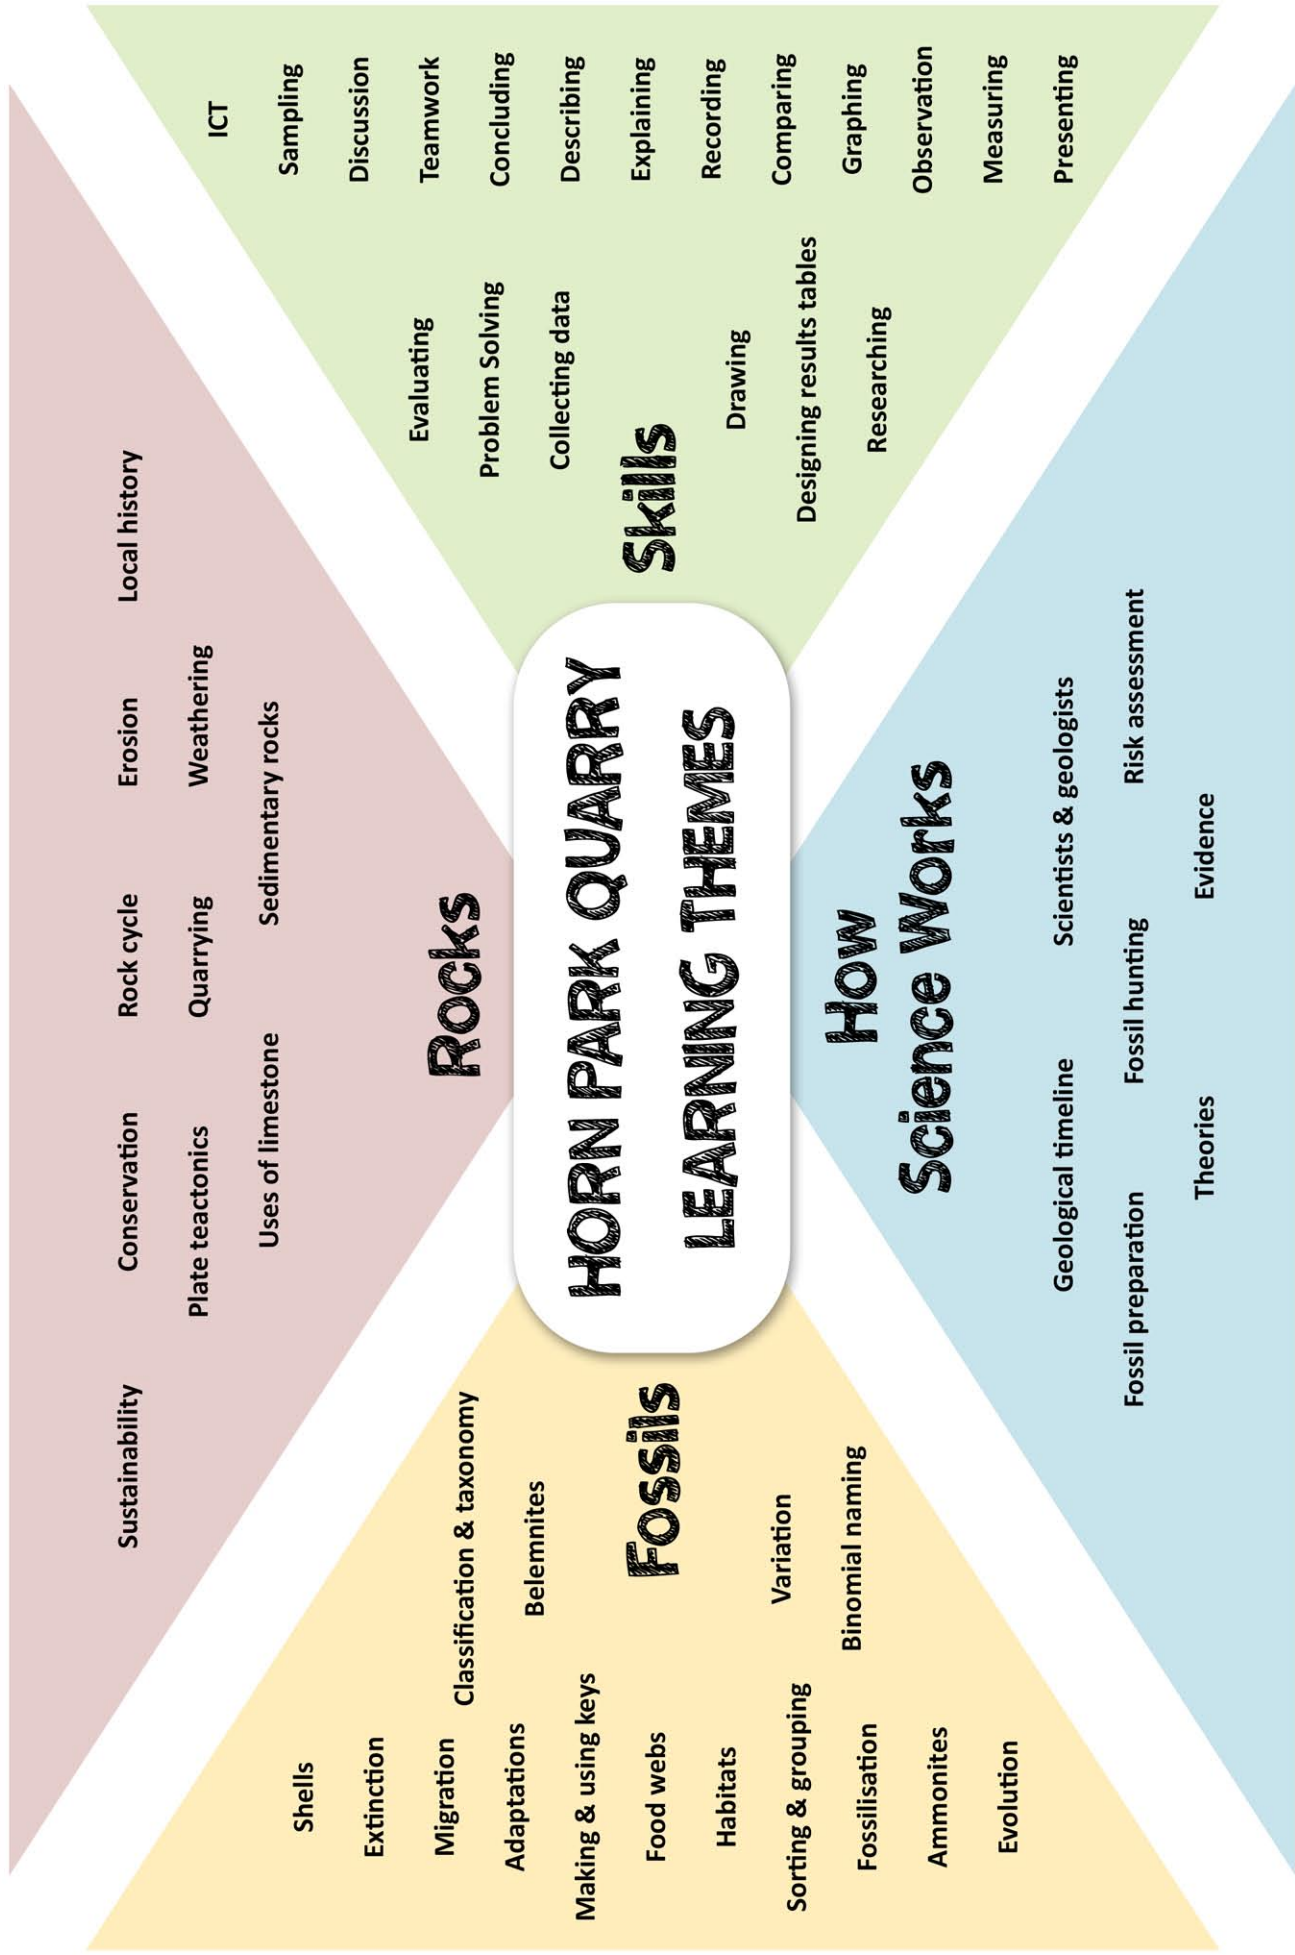 HORN PARK QUARRY
LEARNING THEMES
Rocks
Sustainability
Conservation
Rock cycle
Erosion
Local history
Plate teactonics
Quarrying
Weathering
Uses of limestone
Sedimentary rocks
Fossils
Shells
Extinction
Migration
Classification & taxonomy
Adaptations
Belemnites
Making & using keys
Food webs
Habitats
Variation
Sorting & grouping
Binomial naming
Fossilisation
Ammonites
Evolution
Skills
ICT
Sampling
Discussion
Evaluating
Teamwork
Problem Solving
Concluding
Collecting data
Describing
Explaining
Drawing
Recording
Designing results tables
Comparing
Researching
Graphing
Observation
Measuring
Presenting
How
Science Works
Geological timeline
Scientists & geologists
Fossil preparation
Fossil hunting
Risk assessment
Theories
Evidence